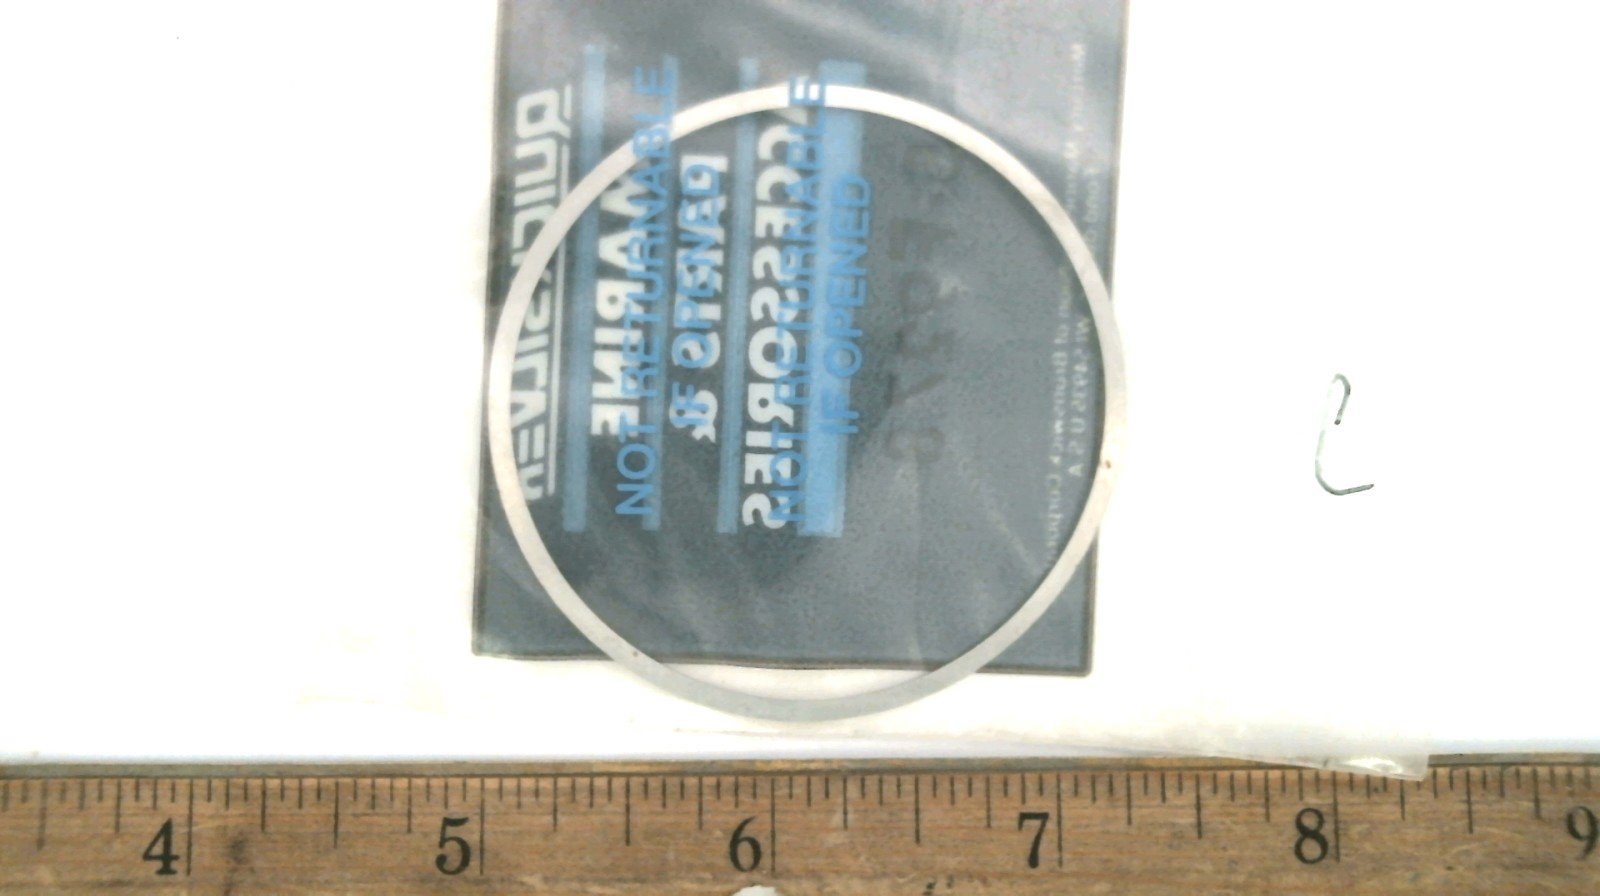 QUICKSILVER
MARINE
PARTS &
ACCESSORIES
NOT RETURNABLE
IF OPENED
NOT RETURNABLE
IF OPENED
4 5 6 7 8 9